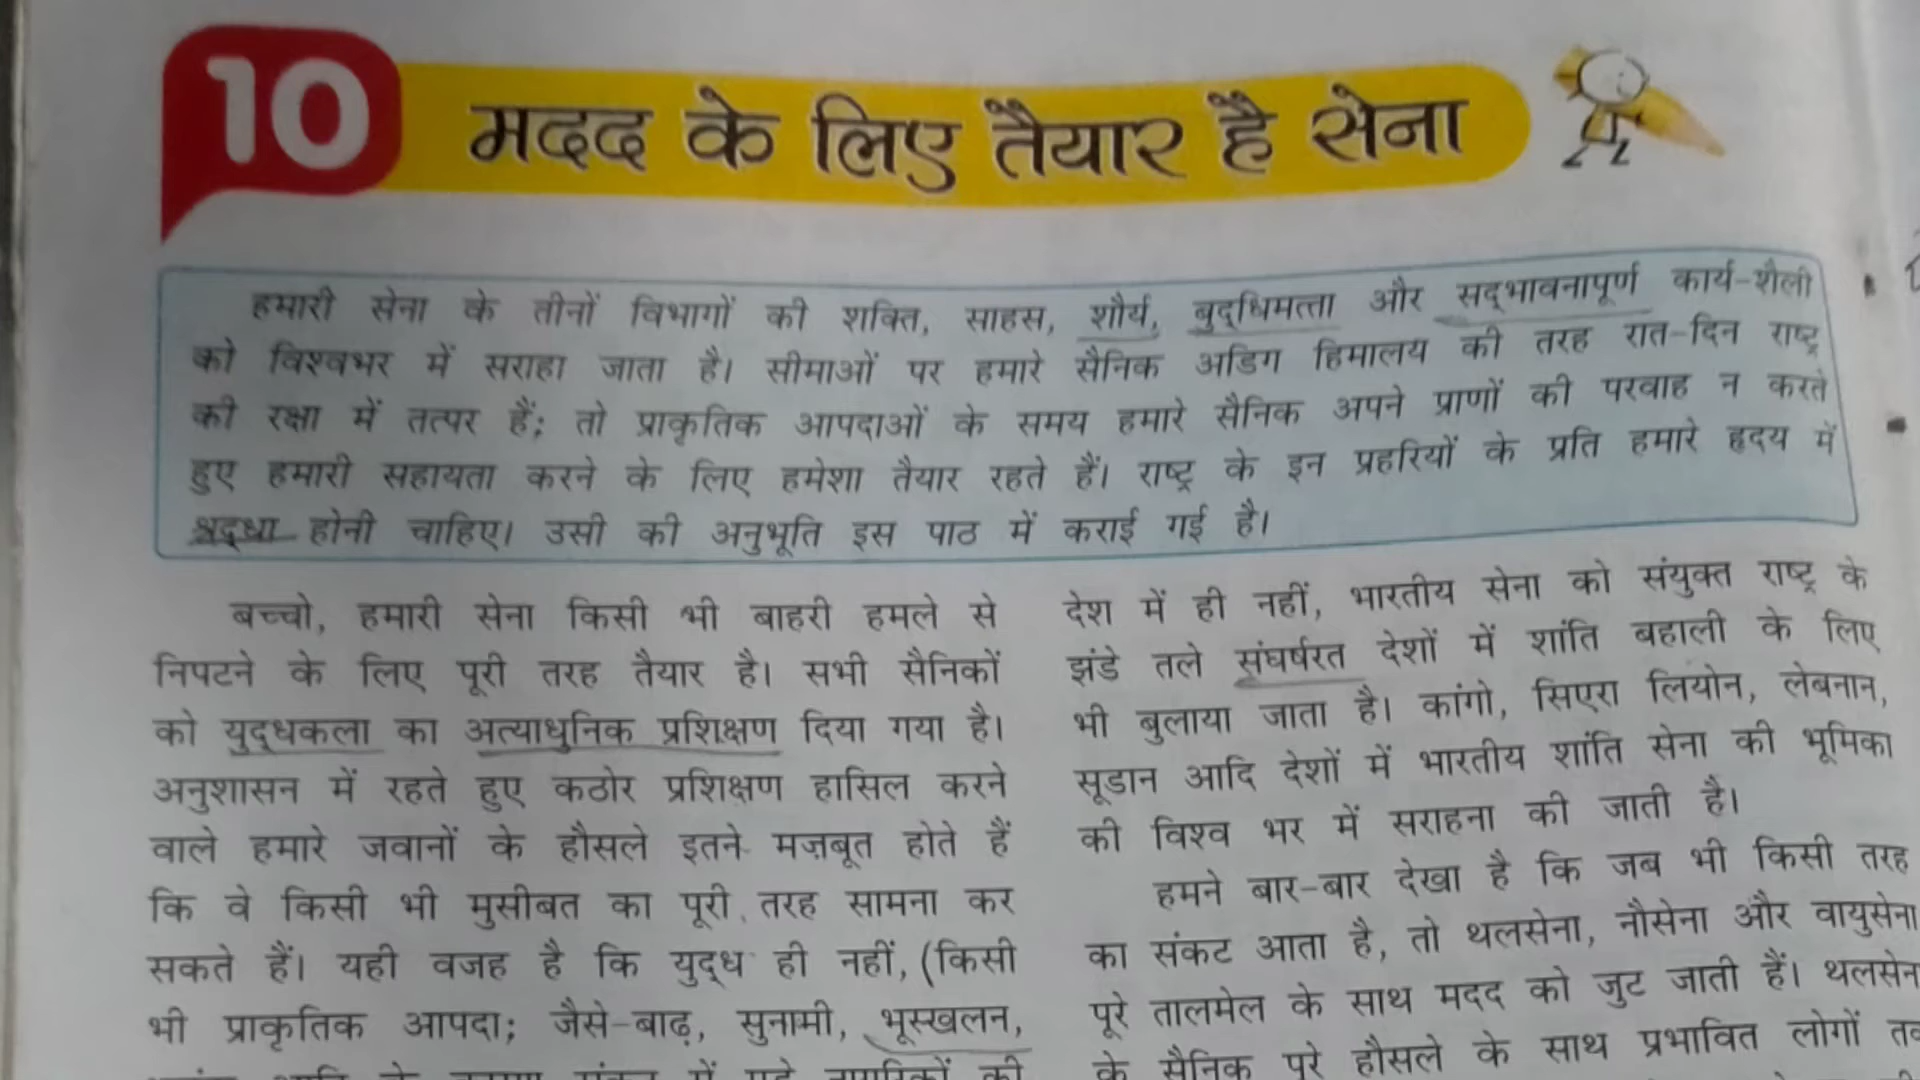 10
मदद के लिए तैयार है सेना
हमारी सेना के तीनों विभागों की शक्ति, साहस, शौर्य, बुद्धिमत्ता और सद्भावनापूर्ण कार्य-शैली
को विश्वभर में सराहा जाता है। सीमाओं पर हमारे सैनिक अडिग हिमालय की तरह रात-दिन राष्ट्र
की रक्षा में तत्पर हैं; तो प्राकृतिक आपदाओं के समय हमारे सैनिक अपने प्राणों की परवाह न करते
हुए हमारी सहायता करने के लिए हमेशा तैयार रहते हैं। राष्ट्र के इन प्रहरियों के प्रति हमारे हृदय में
श्रद्धा होनी चाहिए। उसी की अनुभूति इस पाठ में कराई गई है।
बच्चो, हमारी सेना किसी भी बाहरी हमले से
निपटने के लिए पूरी तरह तैयार है। सभी सैनिकों
को युद्धकला का अत्याधुनिक प्रशिक्षण दिया गया है।
अनुशासन में रहते हुए कठोर प्रशिक्षण हासिल करने
वाले हमारे जवानों के हौसले इतने मज़बूत होते हैं
कि वे किसी भी मुसीबत का पूरी तरह सामना कर
सकते हैं। यही वजह है कि युद्ध ही नहीं, (किसी
भी प्राकृतिक आपदा; जैसे-बाढ़, सुनामी, भूस्खलन,
देश में ही नहीं, भारतीय सेना को संयुक्त राष्ट्र के
झंडे तले संघर्षरत देशों में शांति बहाली के लिए
भी बुलाया जाता है। कांगो, सिएरा लियोन, लेबनान,
सूडान आदि देशों में भारतीय शांति सेना की भूमिका
की विश्व भर में सराहना की जाती है।
हमने बार-बार देखा है कि जब भी किसी तरह
का संकट आता है, तो थलसेना, नौसेना और वायुसेना
पूरे तालमेल के साथ मदद को जुट जाती हैं। थलसेना
के सैनिक पूरे हौसले के साथ प्रभावित लोगों